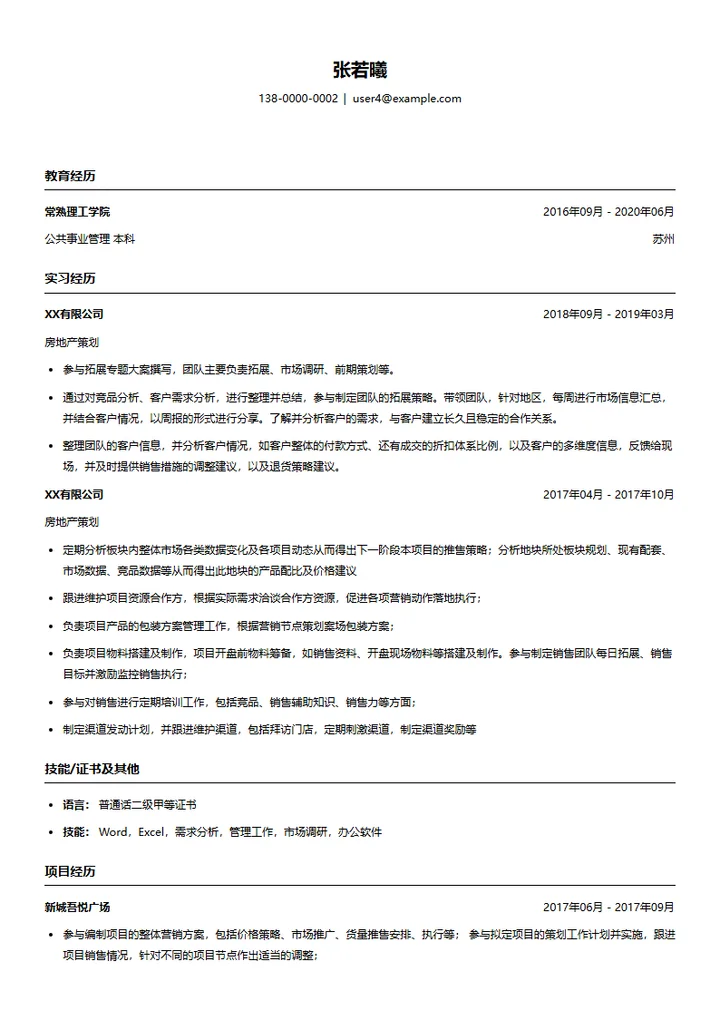 张若曦
138-0000-0002 | user4@example.com
教育经历
常熟理工学院 2016年09月 - 2020年06月
公共事业管理 本科 苏州
实习经历
XX有限公司 2018年09月 - 2019年03月
房地产策划
• 参与拓展专题大案撰写，团队主要负责拓展、市场调研、前期策划等。
• 通过对竞品分析、客户需求分析，进行整理并总结，参与制定团队的拓展策略。带领团队，针对地区，每周进行市场信息汇总，
并结合客户情况，以周报的形式进行分享。了解并分析客户的需求，与客户建立长久且稳定的合作关系。
• 整理团队的客户信息，并分析客户情况，如客户整体的付款方式、还有成交的折扣体系比例，以及客户的多维度信息，反馈给现
场，并及时提供销售措施的调整建议，以及退货策略建议。
XX有限公司 2017年04月 - 2017年10月
房地产策划
• 定期分析板块内整体市场各类数据变化及各项目动态从而得出下一阶段本项目的推售策略；分析地块所处板块规划、现有配套、
市场数据、竞品数据等从而得出此地块的产品配比及价格建议
• 跟进维护项目资源合作方，根据实际需求洽谈合作方资源，促进各项营销动作落地执行；
• 负责项目产品的包装方案管理工作，根据营销节点策划案场包装方案；
• 负责项目物料搭建及制作，项目开盘前物料筹备，如销售资料、开盘现场物料等搭建及制作。参与制定销售团队每日拓展、销售
目标并激励监控销售执行；
• 参与对销售进行定期培训工作，包括竞品、销售辅助知识、销售力等方面；
• 制定渠道发动计划，并跟进维护渠道，包括拜访门店，定期刺激渠道，制定渠道奖励等
技能/证书及其他
• 语言： 普通话二级甲等证书
• 技能： Word，Excel，需求分析，管理工作，市场调研，办公软件
项目经历
新城吾悦广场 2017年06月 - 2017年09月
• 参与编制项目的整体营销方案，包括价格策略、市场推广、货量推售安排、执行等； 参与拟定项目的策划工作计划并实施，跟进
项目销售情况，针对不同的项目节点作出适当的调整；